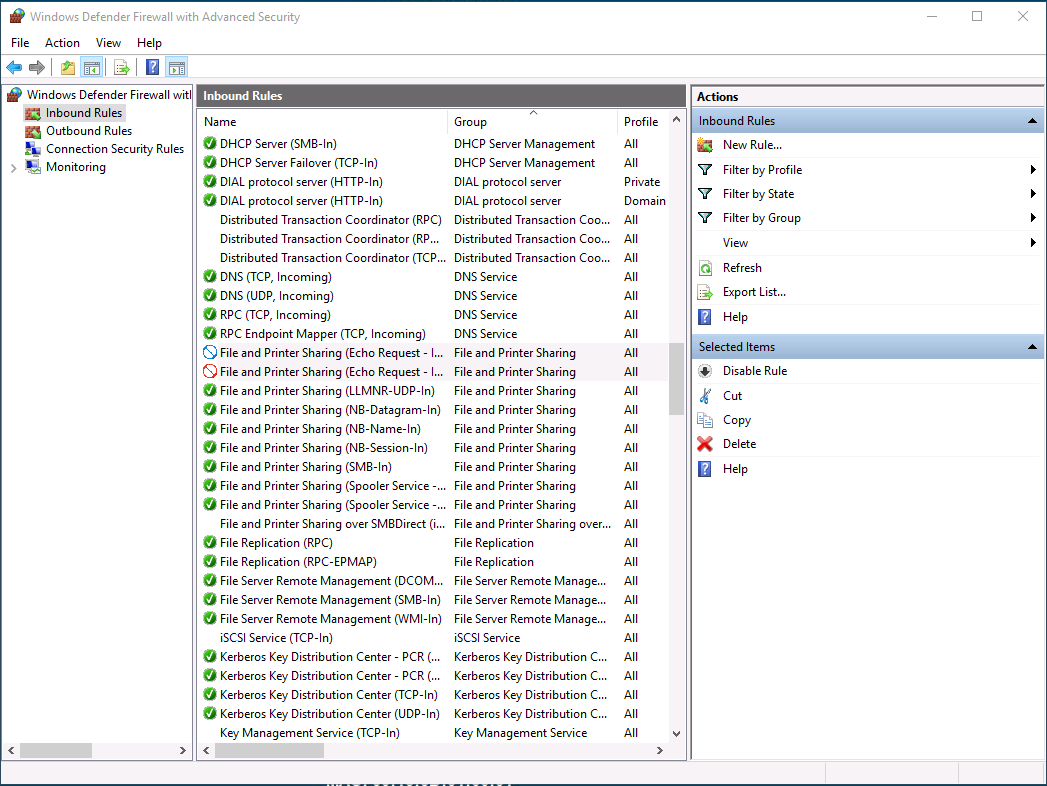 Windows Defender Firewall with Advanced Security
File Action View Help
Windows Defender Firewall witl
Inbound Rules
Outbound Rules
Connection Security Rules
Monitoring
Inbound Rules
Name Group Profile
DHCP Server (SMB-In) DHCP Server Management All
DHCP Server Failover (TCP-In) DHCP Server Management All
DIAL protocol server (HTTP-In) DIAL protocol server Private
DIAL protocol server (HTTP-In) DIAL protocol server Domain
Distributed Transaction Coordinator (RPC) Distributed Transaction Coo... All
Distributed Transaction Coordinator (RP... Distributed Transaction Coo... All
Distributed Transaction Coordinator (TCP... Distributed Transaction Coo... All
DNS (TCP, Incoming) DNS Service All
DNS (UDP, Incoming) DNS Service All
RPC (TCP, Incoming) DNS Service All
RPC Endpoint Mapper (TCP, Incoming) DNS Service All
File and Printer Sharing (Echo Request - I... File and Printer Sharing All
File and Printer Sharing (Echo Request - I... File and Printer Sharing All
File and Printer Sharing (LLMNR-UDP-In) File and Printer Sharing All
File and Printer Sharing (NB-Datagram-In) File and Printer Sharing All
File and Printer Sharing (NB-Name-In) File and Printer Sharing All
File and Printer Sharing (NB-Session-In) File and Printer Sharing All
File and Printer Sharing (SMB-In) File and Printer Sharing All
File and Printer Sharing (Spooler Service -... File and Printer Sharing All
File and Printer Sharing (Spooler Service -... File and Printer Sharing All
File and Printer Sharing over SMBDirect (i... File and Printer Sharing over... All
File Replication (RPC) File Replication All
File Replication (RPC-EPMAP) File Replication All
File Server Remote Management (DCOM... File Server Remote Manage... All
File Server Remote Management (SMB-In) File Server Remote Manage... All
File Server Remote Management (WMI-In) File Server Remote Manage... All
iSCSI Service (TCP-In) iSCSI Service All
Kerberos Key Distribution Center - PCR (... Kerberos Key Distribution C... All
Kerberos Key Distribution Center - PCR (... Kerberos Key Distribution C... All
Kerberos Key Distribution Center (TCP-In) Kerberos Key Distribution C... All
Kerberos Key Distribution Center (UDP-In) Kerberos Key Distribution C... All
Key Management Service (TCP-In) Key Management Service All
Actions
Inbound Rules
New Rule...
Filter by Profile
Filter by State
Filter by Group
View
Refresh
Export List...
Help
Selected Items
Disable Rule
Cut
Copy
Delete
Help